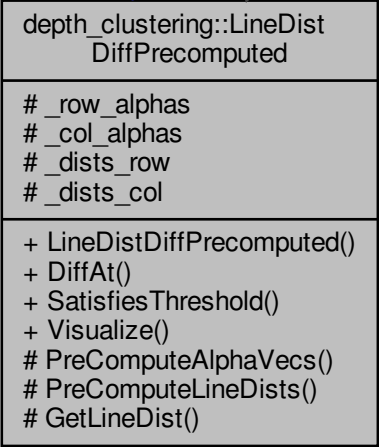 depth_clustering::LineDist
DiffPrecomputed
# _row_alphas
# _col_alphas
# _dists_row
# _dists_col
+ LineDistDiffPrecomputed()
+ DiffAt()
+ SatisfiesThreshold()
+ Visualize()
# PreComputeAlphaVecs()
# PreComputeLineDists()
# GetLineDist()